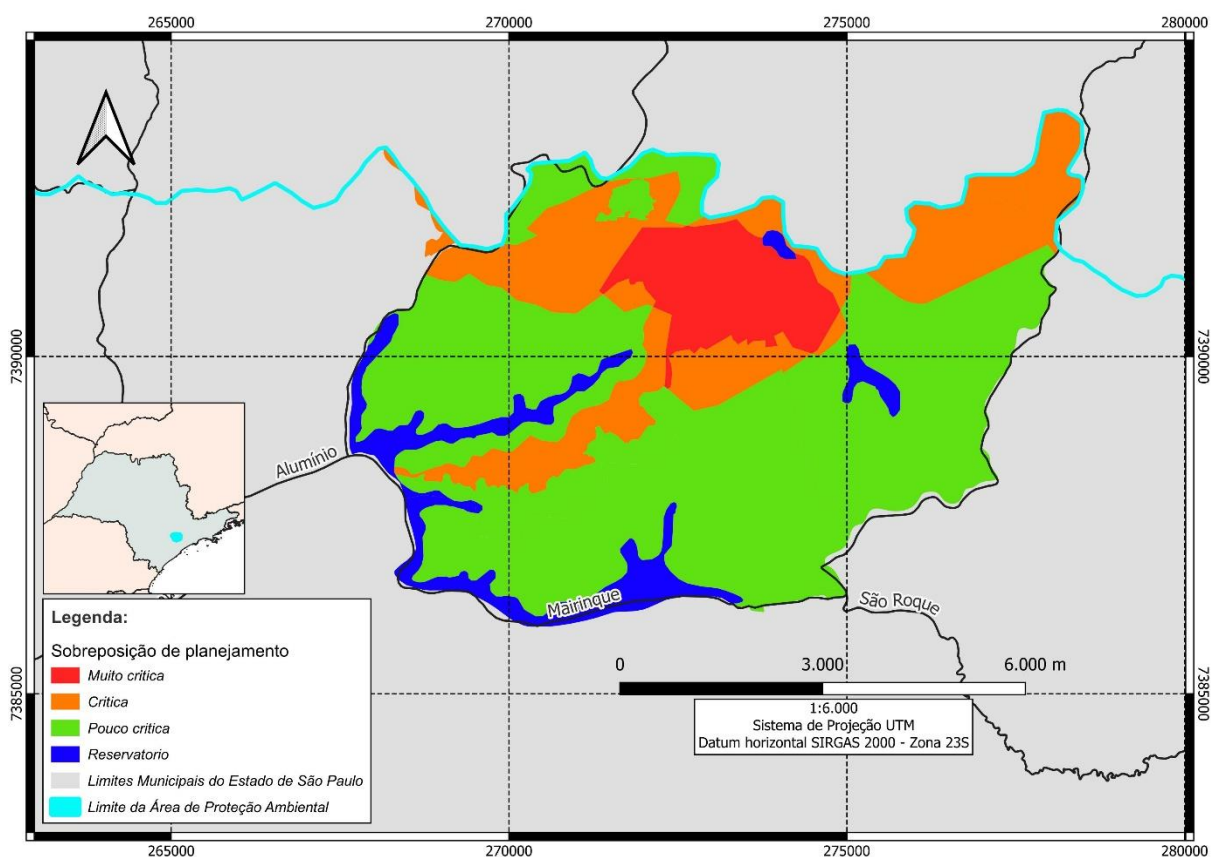 265000
270000
275000
280000
7390000
7390000
Alumínio
Mairinque
São Roque
Legenda:
Sobreposição de planejamento
Muito critica
Critica
Pouco critica
Reservatorio
Limites Municipais do Estado de São Paulo
Limite da Área de Proteção Ambiental
0
3.000
6.000 m
1:6.000
Sistema de Projeção UTM
Datum horizontal SIRGAS 2000 - Zona 23S
7385000
7385000
265000
270000
275000
280000